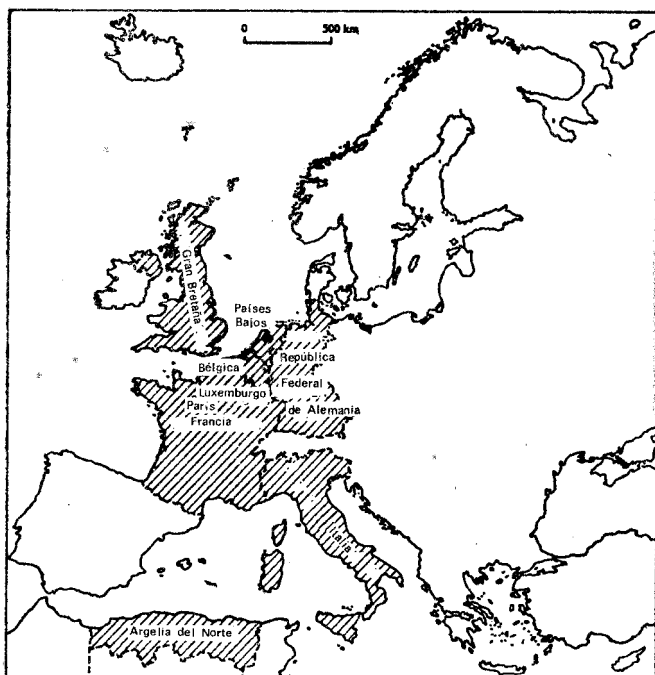 0 500 km
Gran Bretaña
Países
Bajos
Bélgica
República
Federal
de Alemania
Luxemburgo
París
Francia
Italia
Argelia del Norte